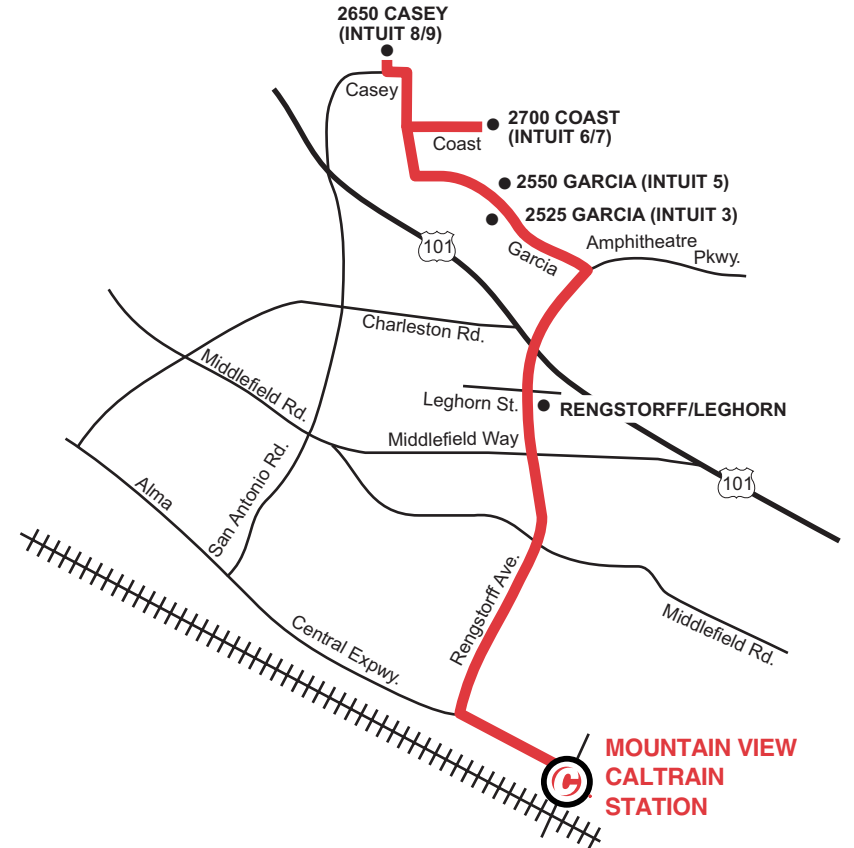 2650 CASEY
(INTUIT 8/9)
Casey
2700 COAST
(INTUIT 6/7)
Coast
2550 GARCIA (INTUIT 5)
2525 GARCIA (INTUIT 3)
101
Garcia
Amphitheatre
Pkwy.
Charleston Rd.
Middlefield Rd.
Leghorn St.
RENGSTORFF/LEGHORN
Middlefield Way
101
Alma
San Antonio Rd.
Rengstorff Ave.
Middlefield Rd.
Central Expwy.
C
MOUNTAIN VIEW
CALTRAIN
STATION